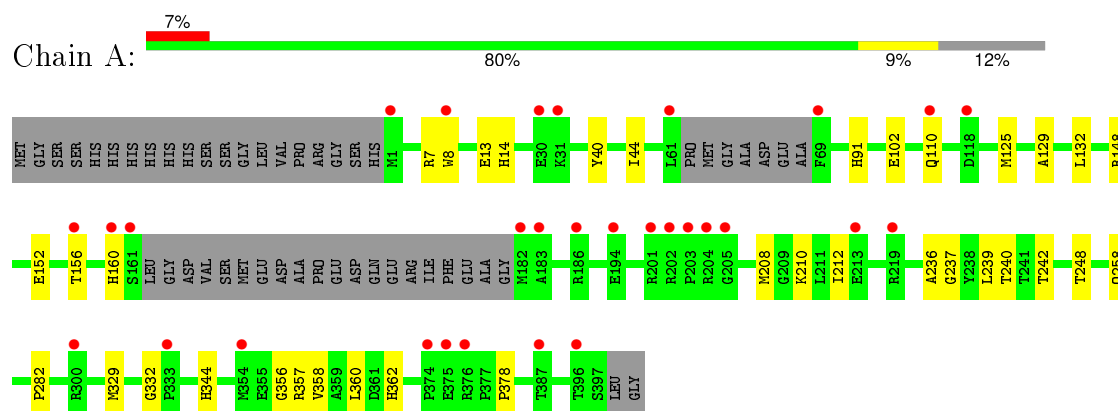 7%
Chain A:
80% 9% 12%
MET GLY SER SER HIS HIS HIS HIS HIS HIS SER SER GLY LEU VAL PRO ARG GLY SER HIS M1 R7 W8 E13 H14 E30 K31 Y40 I44 L61 PRO MET GLY ALA ASP GLU ALA F69 H91 E102 Q110 D118 M125 A129 L132
E152 T156 H160 S161 LEU GLY ASP VAL SER MET GLU ASP ALA PRO GLU ASP GLN GLU ARG ILE PHE GLU ALA GLY M182 A183 R186 E194 R201 R202 P203 R204 G205 M208 G209 K210 L211 I212 E213 R219 A236 G237 Y238 L239 T240 T241 T242 T248
P282 R300 M329 G332 P333 H344 M354 E355 G356 R357 V358 A359 L360 D361 H362 P374 E375 R376 P377 P378 T387 T396 S397 LEU GLY